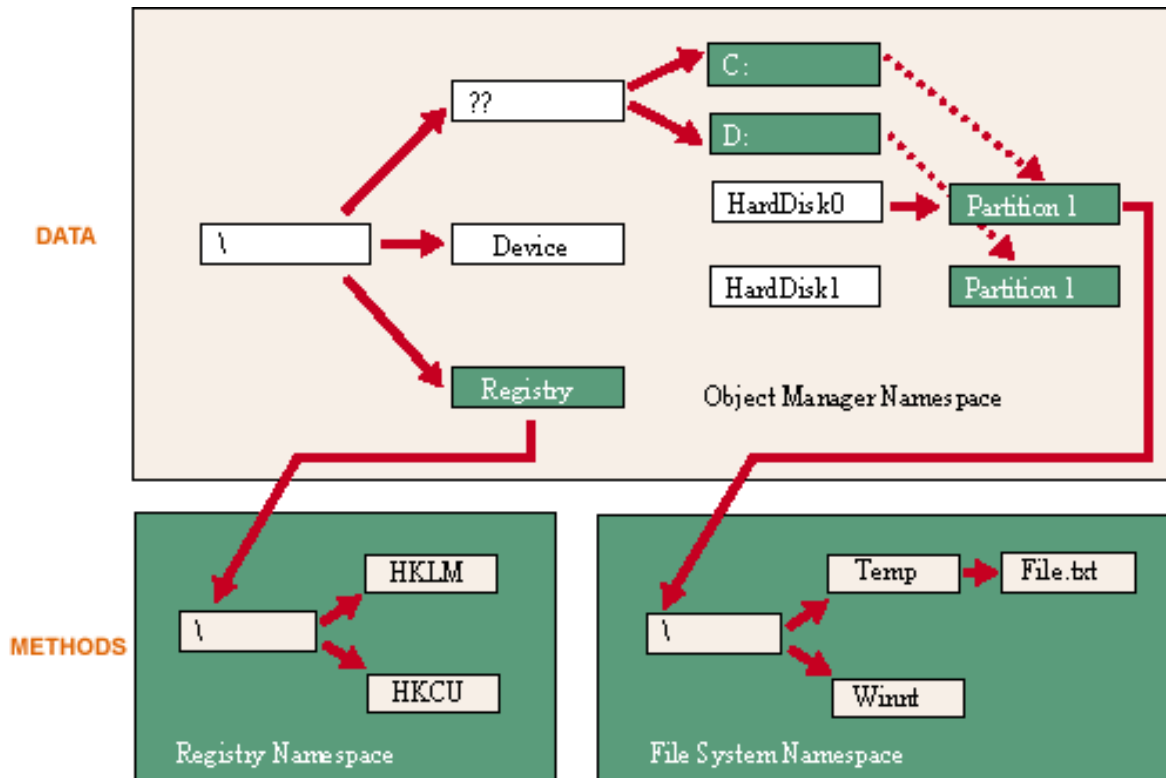 C:
??
D:
HardDisk0
Partition 1
DATA
\
Device
HardDisk1
Partition 1
Registry
Object Manager Namespace
HKLM
Temp
File.txt
METHODS
\
\
HKCU
Winnt
Registry Namespace
File System Namespace